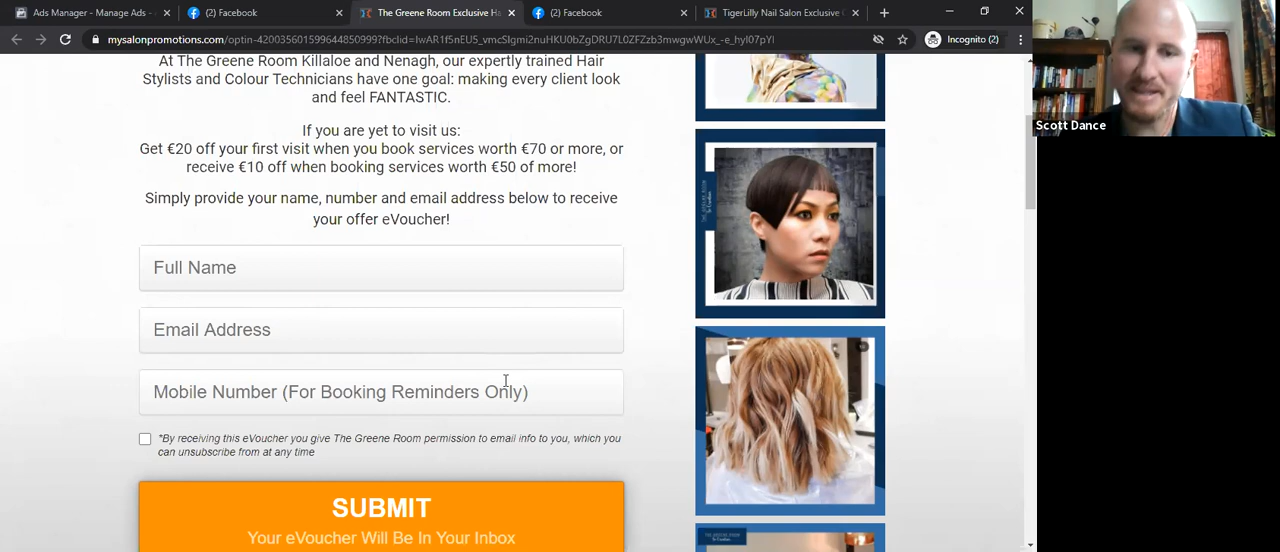 Ads Manager - Manage Ads -
(2) Facebook
The Greene Room Exclusive Ha
(2) Facebook
TigerLilly Nail Salon Exclusive
mysalonpromotions.com/optin-420035601599644850999?fbclid=
Incognito (2)
At The Greene Room Killaloe and Nenagh, our expertly trained Hair
Stylists and Colour Technicians have one goal: making every client look
and feel FANTASTIC.
If you are yet to visit us:
Get €20 off your first visit when you book services worth €70 or more, or
receive €10 off when booking services worth €50 of more!
Simply provide your name, number and email address below to receive
your offer eVoucher!
Full Name
Email Address
Mobile Number (For Booking Reminders Only)
*By receiving this eVoucher you give The Greene Room permission to email info to you, which you
can unsubscribe from at any time
SUBMIT
Your eVoucher Will Be In Your Inbox
Scott Dance